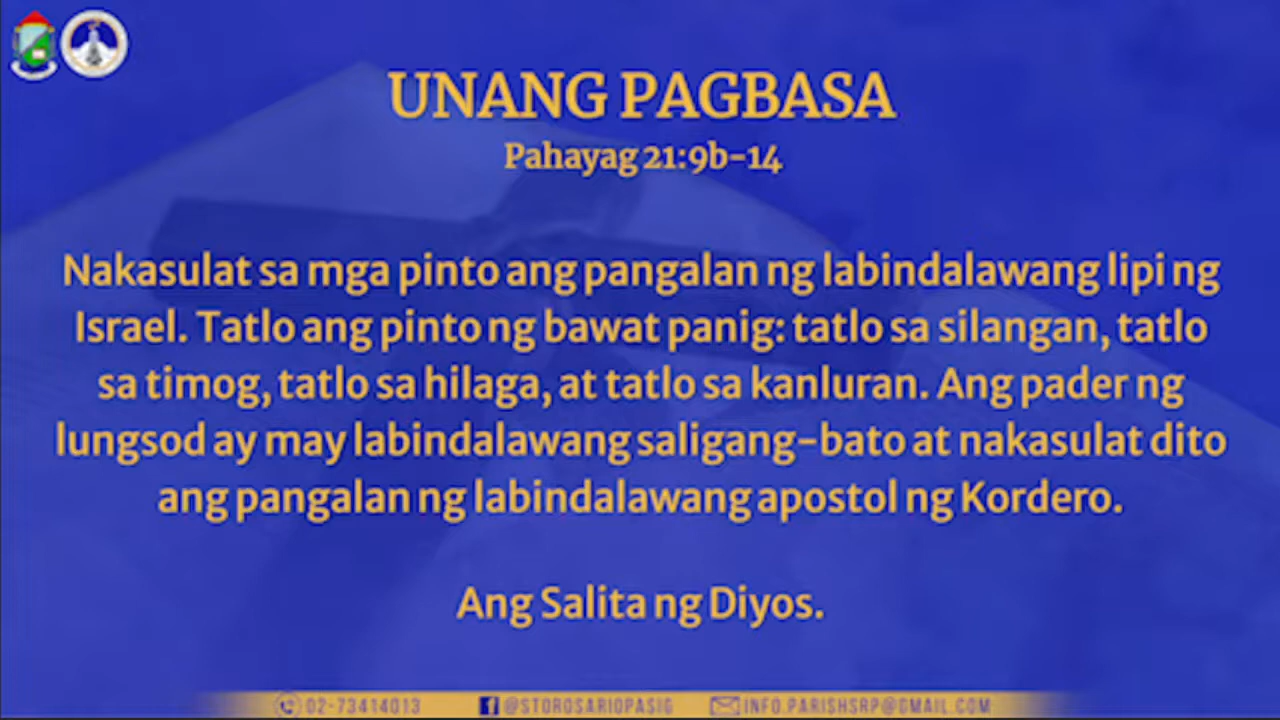 UNANG PAGBASA
Pahayag 21:9b-14
Nakasulat sa mga pinto ang pangalan ng labindalawang lipi ng
Israel. Tatlo ang pinto ng bawat panig: tatlo sa silangan, tatlo
sa timog, tatlo sa hilaga, at tatlo sa kanluran. Ang pader ng
lungsod ay may labindalawang saligang-bato at nakasulat dito
ang pangalan ng labindalawang apostol ng Kordero.
Ang Salita ng Diyos.
02-73414013 @STOROSARIOPASIG INFO.PARISHSRP@GMAIL.COM